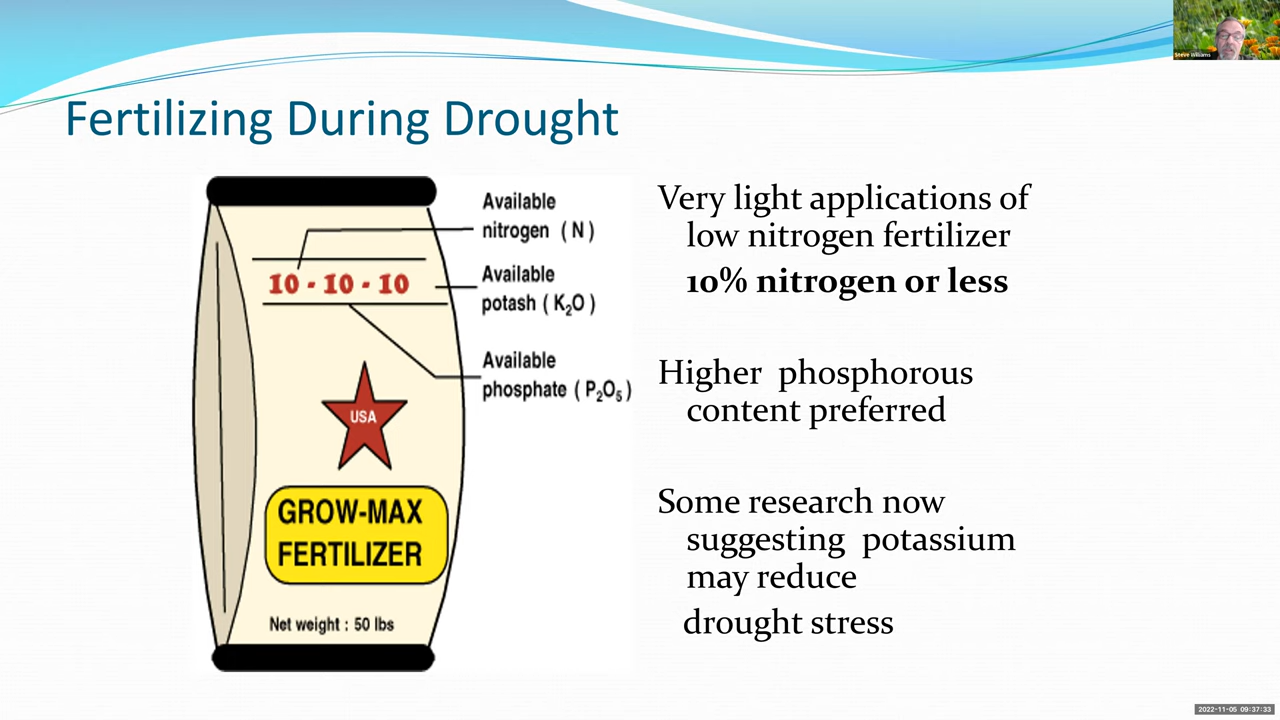 Steve Williams
Fertilizing During Drought
Available
nitrogen ( N )
10 - 10 - 10
Available
potash ( K₂O )
Available
phosphate ( P₂O₅ )
USA
GROW-MAX
FERTILIZER
Net weight : 50 lbs
Very light applications of
low nitrogen fertilizer
10% nitrogen or less
Higher phosphorous
content preferred
Some research now
suggesting potassium
may reduce
drought stress
2022-11-05 09:37:33